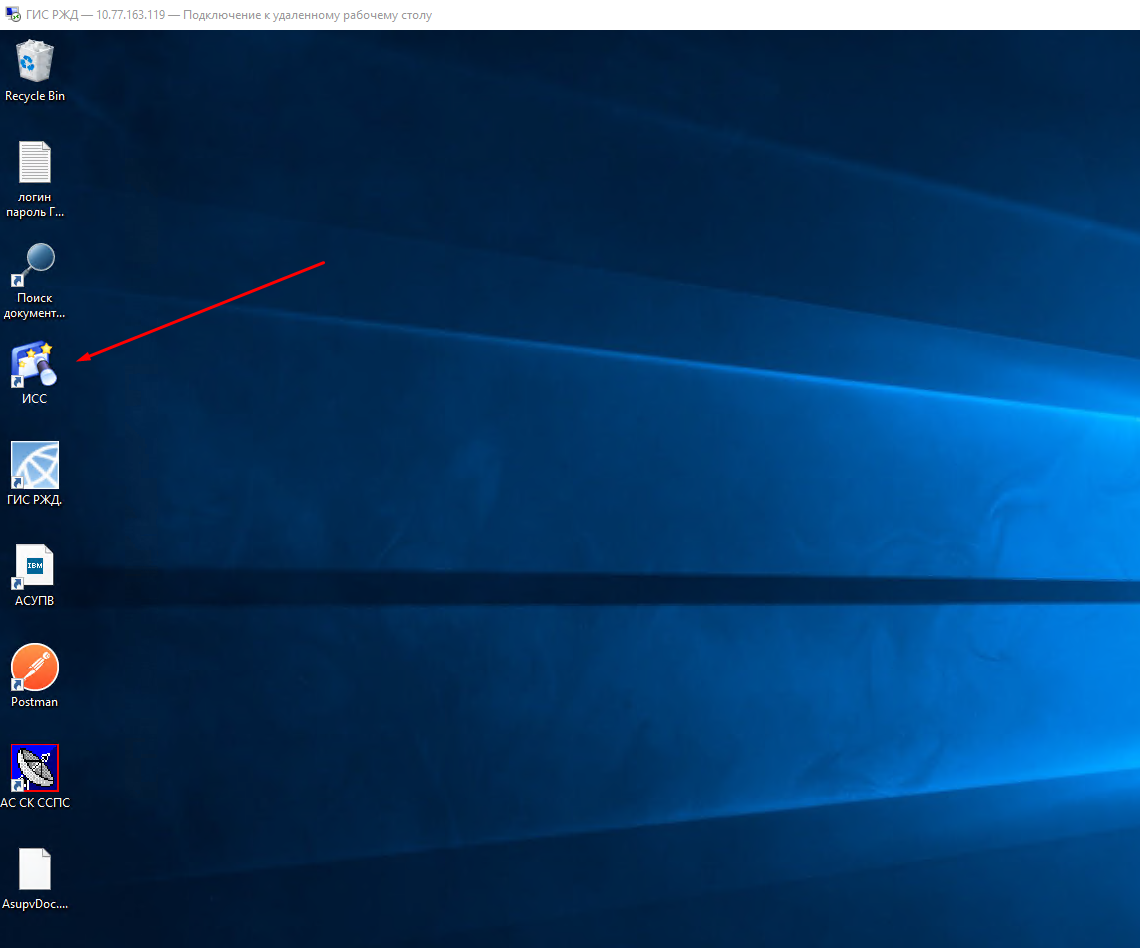 ГИС РЖД — 10.77.163.119 — Подключение к удаленному рабочему столу
Recycle Bin
логин
пароль Г...
Поиск
документ...
ИСС
ГИС РЖД.
IBM
АСУПВ
Postman
АС СК ССПС
AsupvDoc....